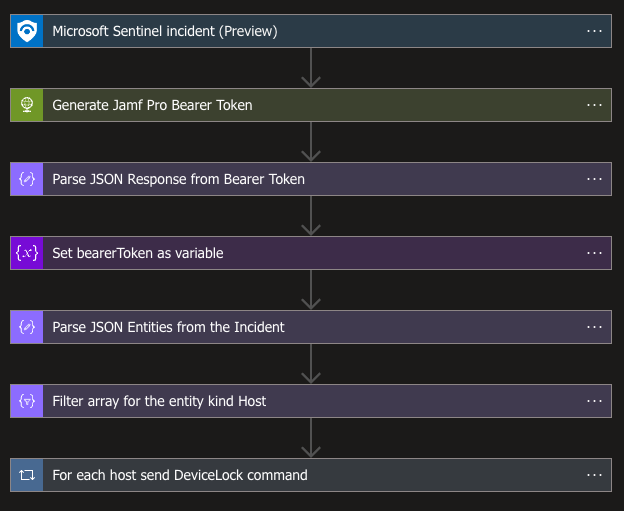 Microsoft Sentinel incident (Preview)
Generate Jamf Pro Bearer Token
Parse JSON Response from Bearer Token
{x} Set bearerToken as variable
Parse JSON Entities from the Incident
Filter array for the entity kind Host
For each host send DeviceLock command